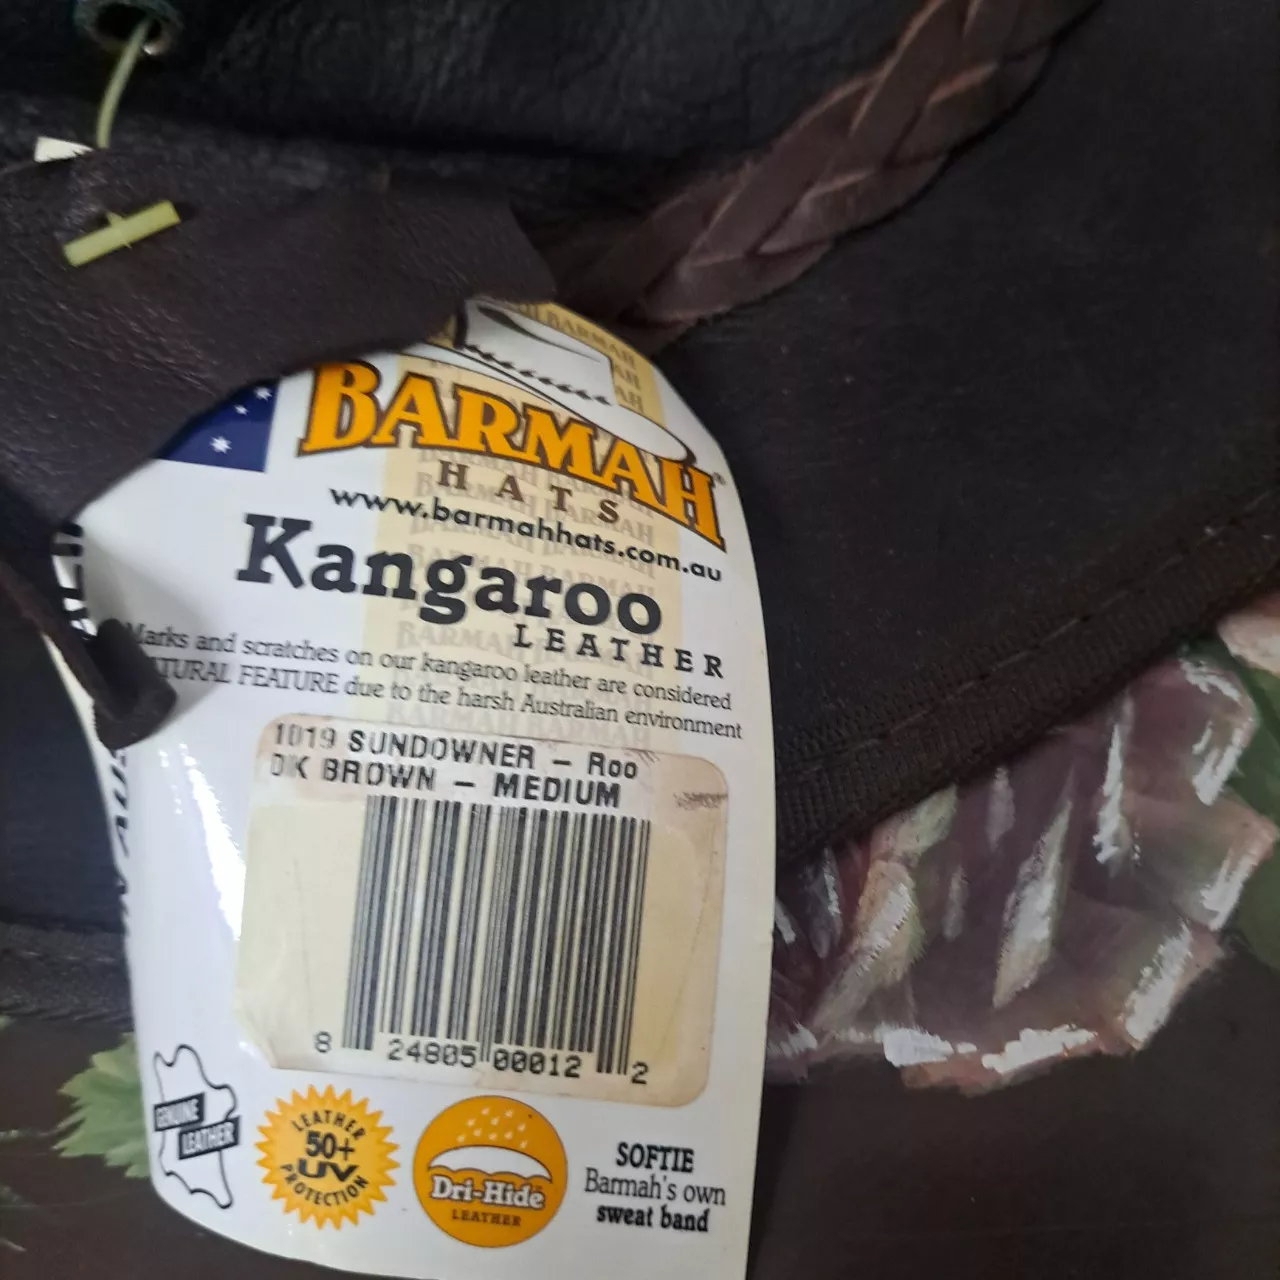 BARMAH
HATS
www.barmahhats.com.au
Kangaroo
LEATHER
Marks and scratches on our kangaroo leather are considered
NATURAL FEATURE due to the harsh Australian environment
1019 SUNDOWNER - Roo
DK BROWN - MEDIUM
8 24805 00012 2
GENUINE
LEATHER
LEATHER
50+
UV
PROTECTION
Dri-Hide
LEATHER
SOFTIE
Barmah's own
sweat band